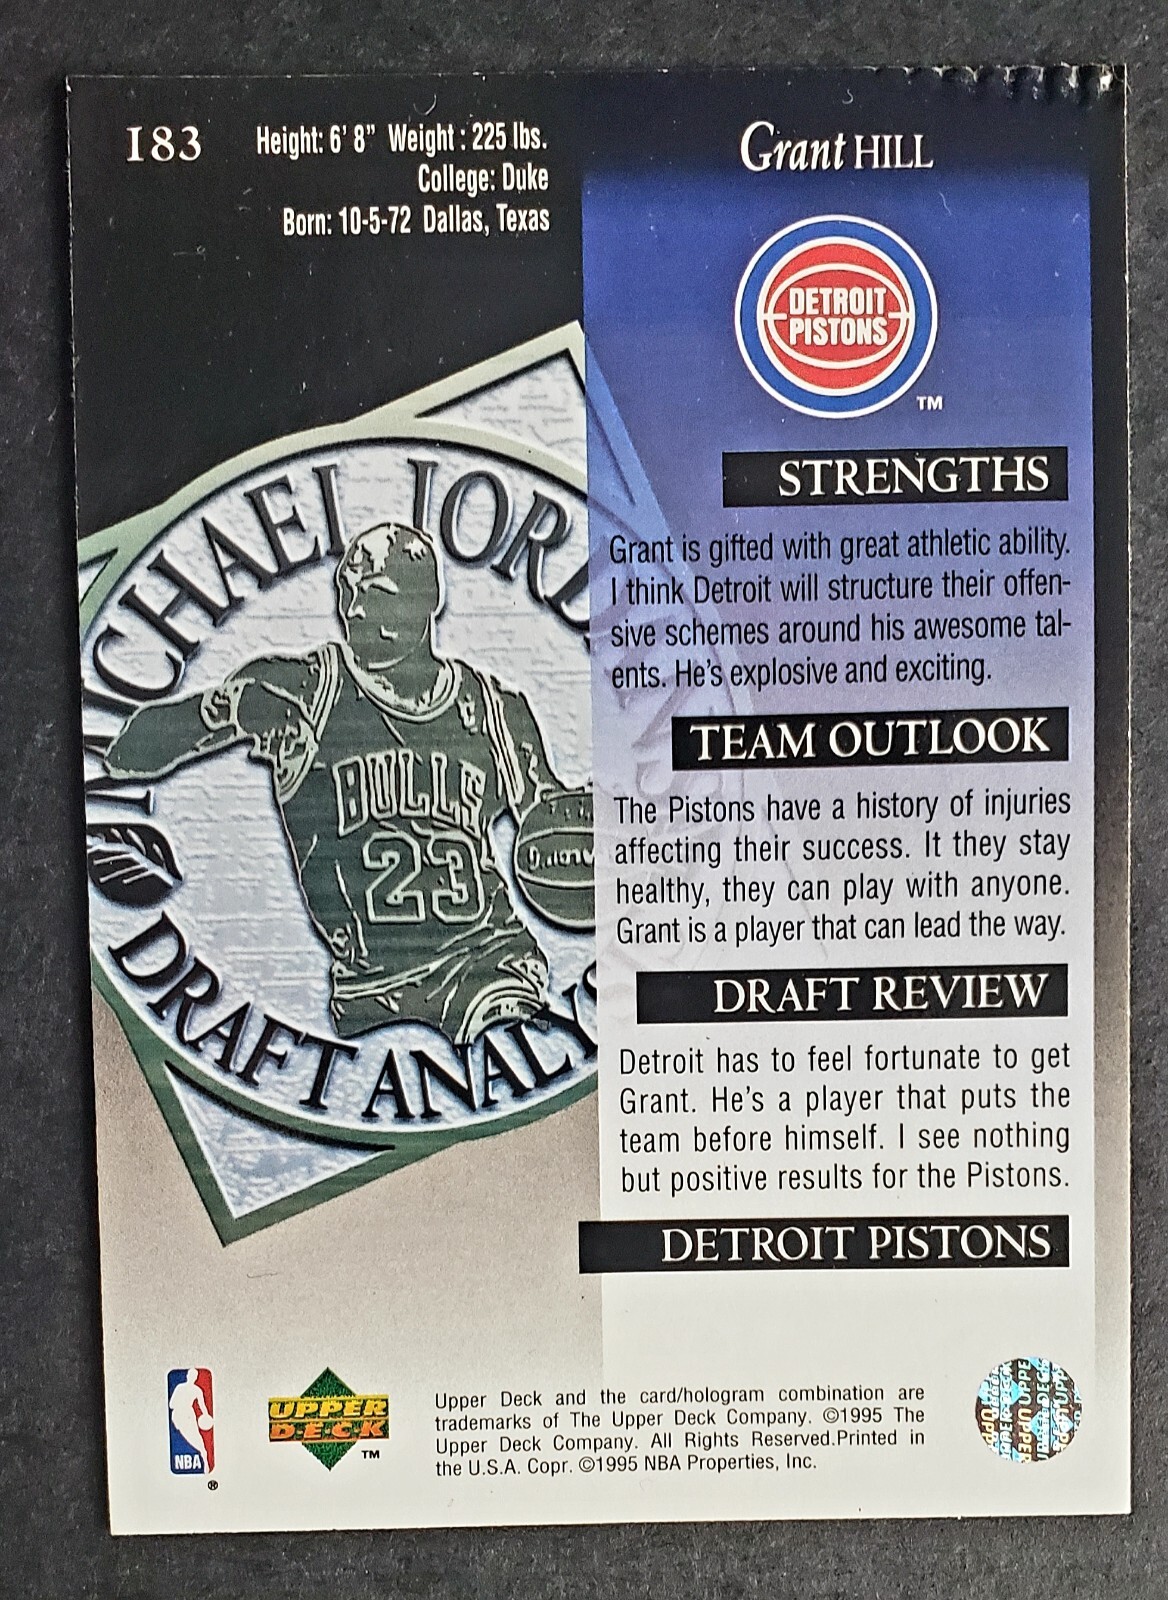 183
Height: 6' 8" Weight : 225 lbs.
College: Duke
Born: 10-5-72 Dallas, Texas
Grant HILL
DETROIT
PISTONS
TM
MICHAEL JORD
BULLS
23
DRAFT ANALYS
STRENGTHS
Grant is gifted with great athletic ability.
I think Detroit will structure their offen-
sive schemes around his awesome tal-
ents. He's explosive and exciting.
TEAM OUTLOOK
The Pistons have a history of injuries
affecting their success. It they stay
healthy, they can play with anyone.
Grant is a player that can lead the way.
DRAFT REVIEW
Detroit has to feel fortunate to get
Grant. He's a player that puts the
team before himself. I see nothing
but positive results for the Pistons.
DETROIT PISTONS
NBA
®
UPPER
DECK
TM
Upper Deck and the card/hologram combination are
trademarks of The Upper Deck Company. ©1995 The
Upper Deck Company. All Rights Reserved.Printed in
the U.S.A. Copr. ©1995 NBA Properties, Inc.